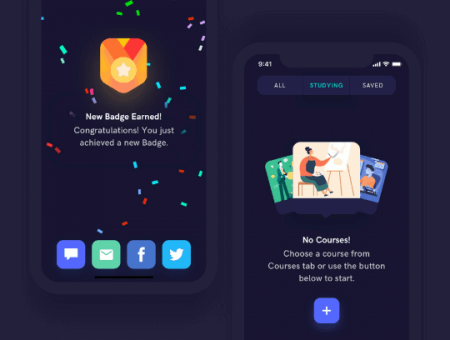 New Badge Earned!
Congratulations! You just
achieved a new Badge.
9:41
ALL STUDYING SAVED
No Courses!
Choose a course from
Courses tab or use the button
below to start.